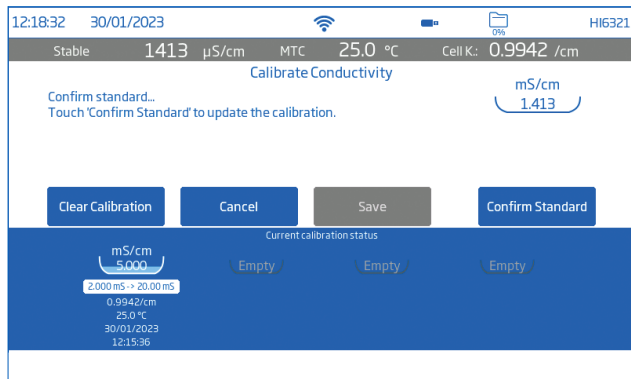 12:18:32 30/01/2023 0% HI6321
Stable 1413 µS/cm MTC 25.0 °C Cell K.: 0.9942 /cm
Calibrate Conductivity
mS/cm
1.413
Confirm standard...
Touch 'Confirm Standard' to update the calibration.
Clear Calibration Cancel Save Confirm Standard
Current calibration status
mS/cm
5.000 Empty Empty Empty
2.000 mS -> 20.00 mS
0.9942/cm
25.0 °C
30/01/2023
12:15:36